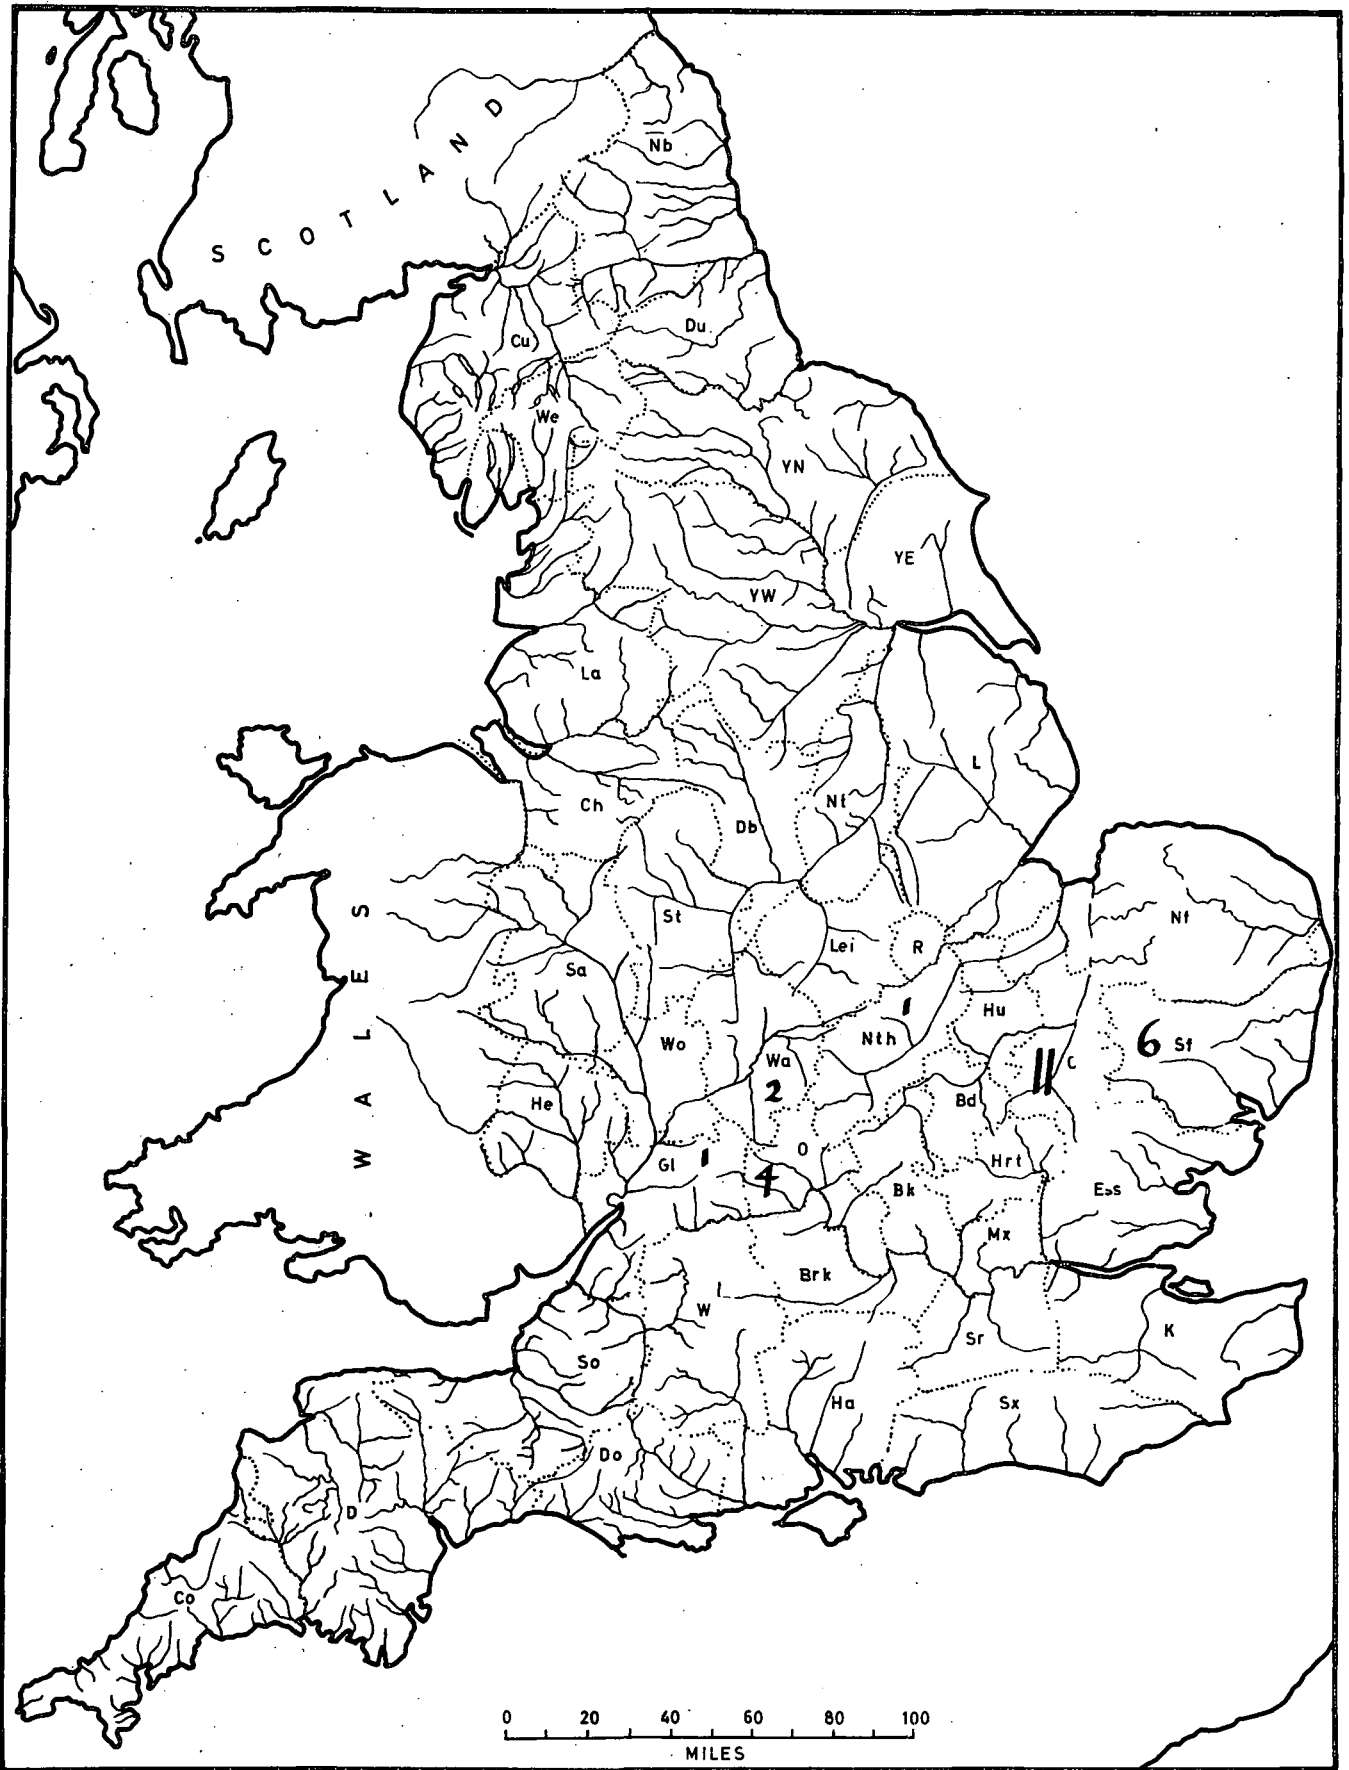 SCOTLAND
Nb
Du
Cu
We
YN
YE
YW
La
L
Ch
Nt
Db
Nf
St
Lei
R
Sa
WALES
1
Hu
Nth
Wo
Wa
6 Sf
11 C
2
He
Bd
O
Gl 1
4
Hrt
Bk
Ess
Mx
Brk
W
Sr
K
So
Ha
Sx
Do
D
Co
0 20 40 60 80 100
MILES